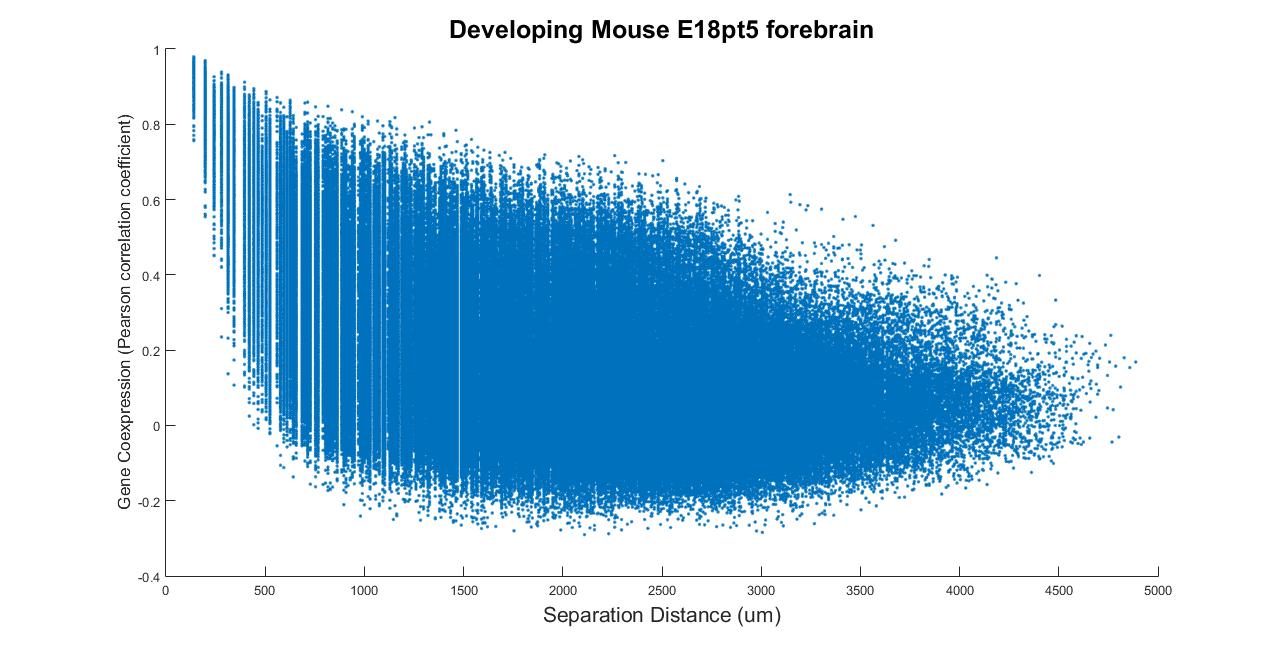 Developing Mouse E18pt5 forebrain
Gene Coexpression (Pearson correlation coefficient)
1
0.8
0.6
0.4
0.2
0
-0.2
-0.4
0 500 1000 1500 2000 2500 3000 3500 4000 4500 5000
Separation Distance (um)